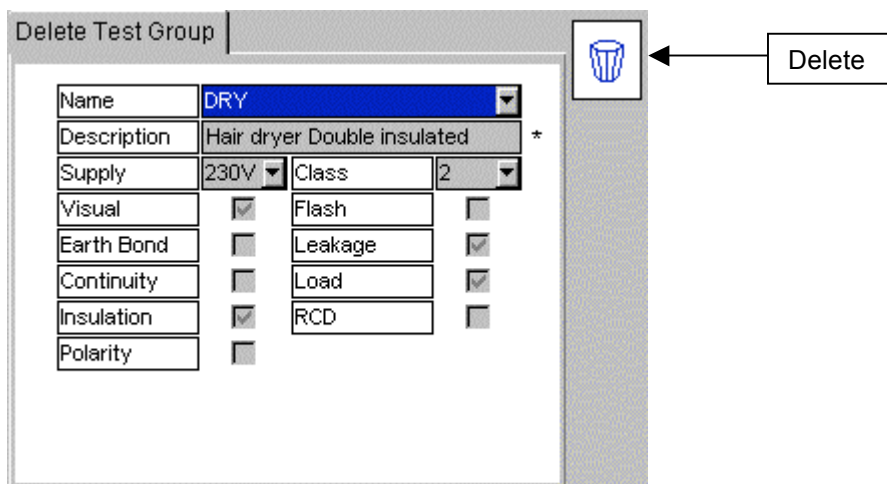 Delete Test Group
Delete
Name DRY
Description Hair dryer Double insulated *
Supply 230V Class 2
Visual Flash
Earth Bond Leakage
Continuity Load
Insulation RCD
Polarity